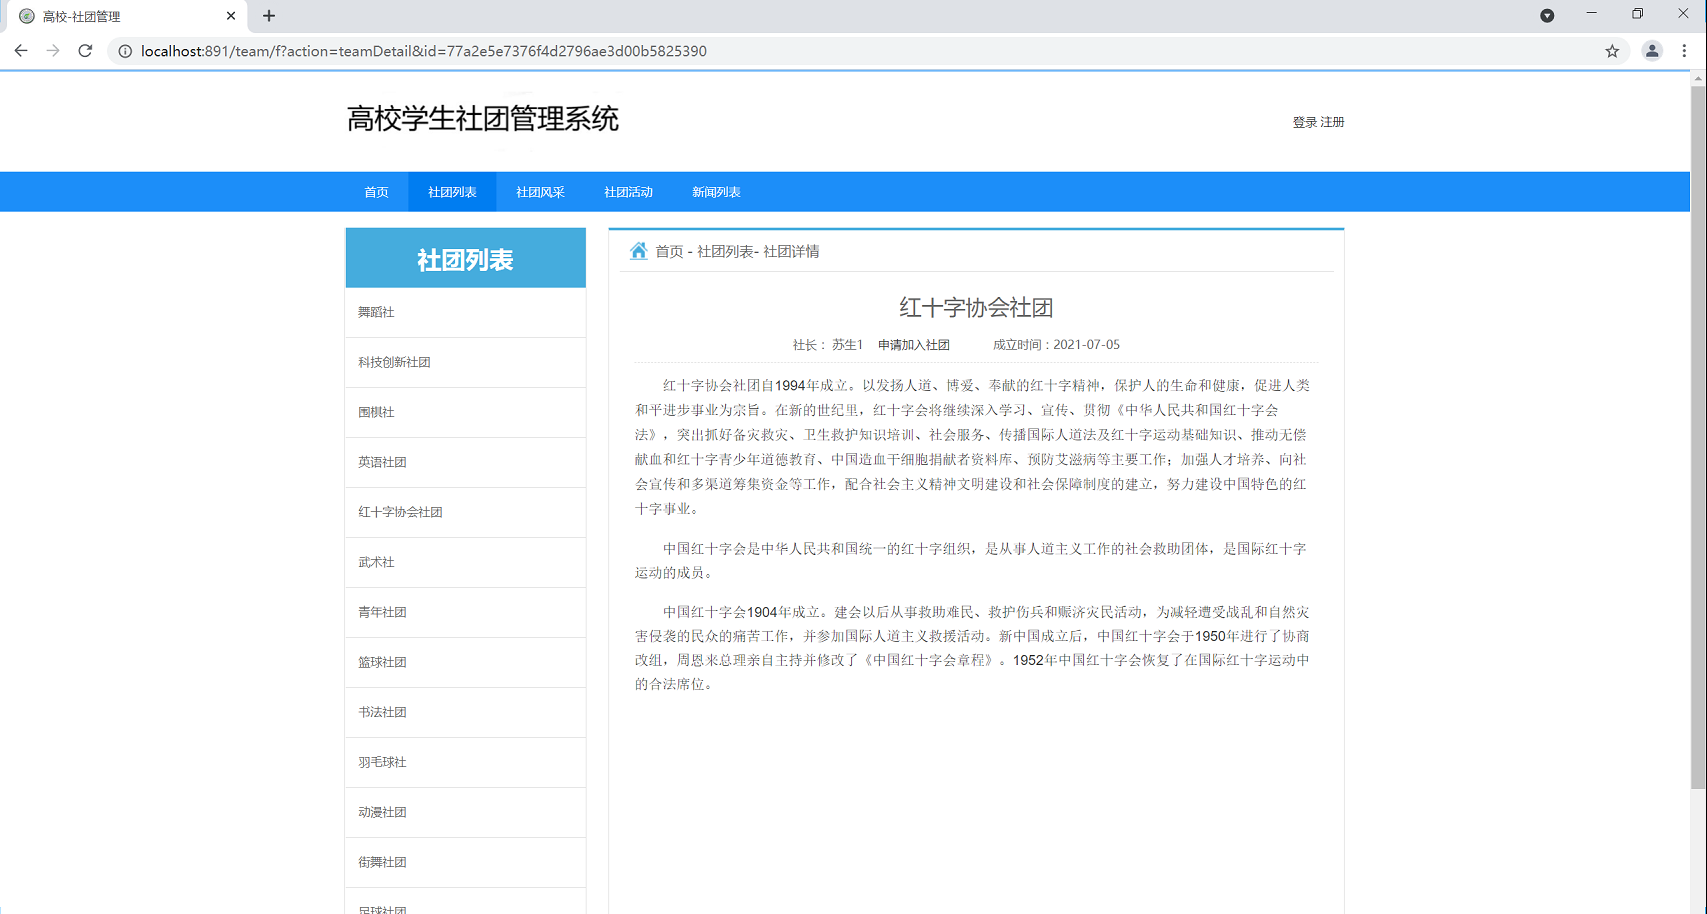 高校-社团管理
localhost:891/team/f?action=teamDetail&id=77a2e5e7376f4d2796ae3d00b5825390
高校学生社团管理系统
登录 注册
首页 社团列表 社团风采 社团活动 新闻列表
社团列表
舞蹈社
科技创新社团
围棋社
英语社团
红十字协会社团
武术社
青年社团
篮球社团
书法社团
羽毛球社
动漫社团
街舞社团
足球社团
首页 - 社团列表- 社团详情
红十字协会社团
社长： 苏生1 申请加入社团 成立时间：2021-07-05
红十字协会社团自1994年成立。以发扬人道、博爱、奉献的红十字精神，保护人的生命和健康，促进人类
和平进步事业为宗旨。在新的世纪里，红十字会将继续深入学习、宣传、贯彻《中华人民共和国红十字会
法》，突出抓好备灾救灾、卫生救护知识培训、社会服务、传播国际人道法及红十字运动基础知识、推动无偿
献血和红十字青少年道德教育、中国造血干细胞捐献者资料库、预防艾滋病等主要工作；加强人才培养、向社
会宣传和多渠道筹集资金等工作，配合社会主义精神文明建设和社会保障制度的建立，努力建设中国特色的红
十字事业。
中国红十字会是中华人民共和国统一的红十字组织，是从事人道主义工作的社会救助团体，是国际红十字
运动的成员。
中国红十字会1904年成立。建会以后从事救助难民、救护伤兵和赈济灾民活动，为减轻遭受战乱和自然灾
害侵袭的民众的痛苦工作，并参加国际人道主义救援活动。新中国成立后，中国红十字会于1950年进行了协商
改组，周恩来总理亲自主持并修改了《中国红十字会章程》。1952年中国红十字会恢复了在国际红十字运动中
的合法席位。